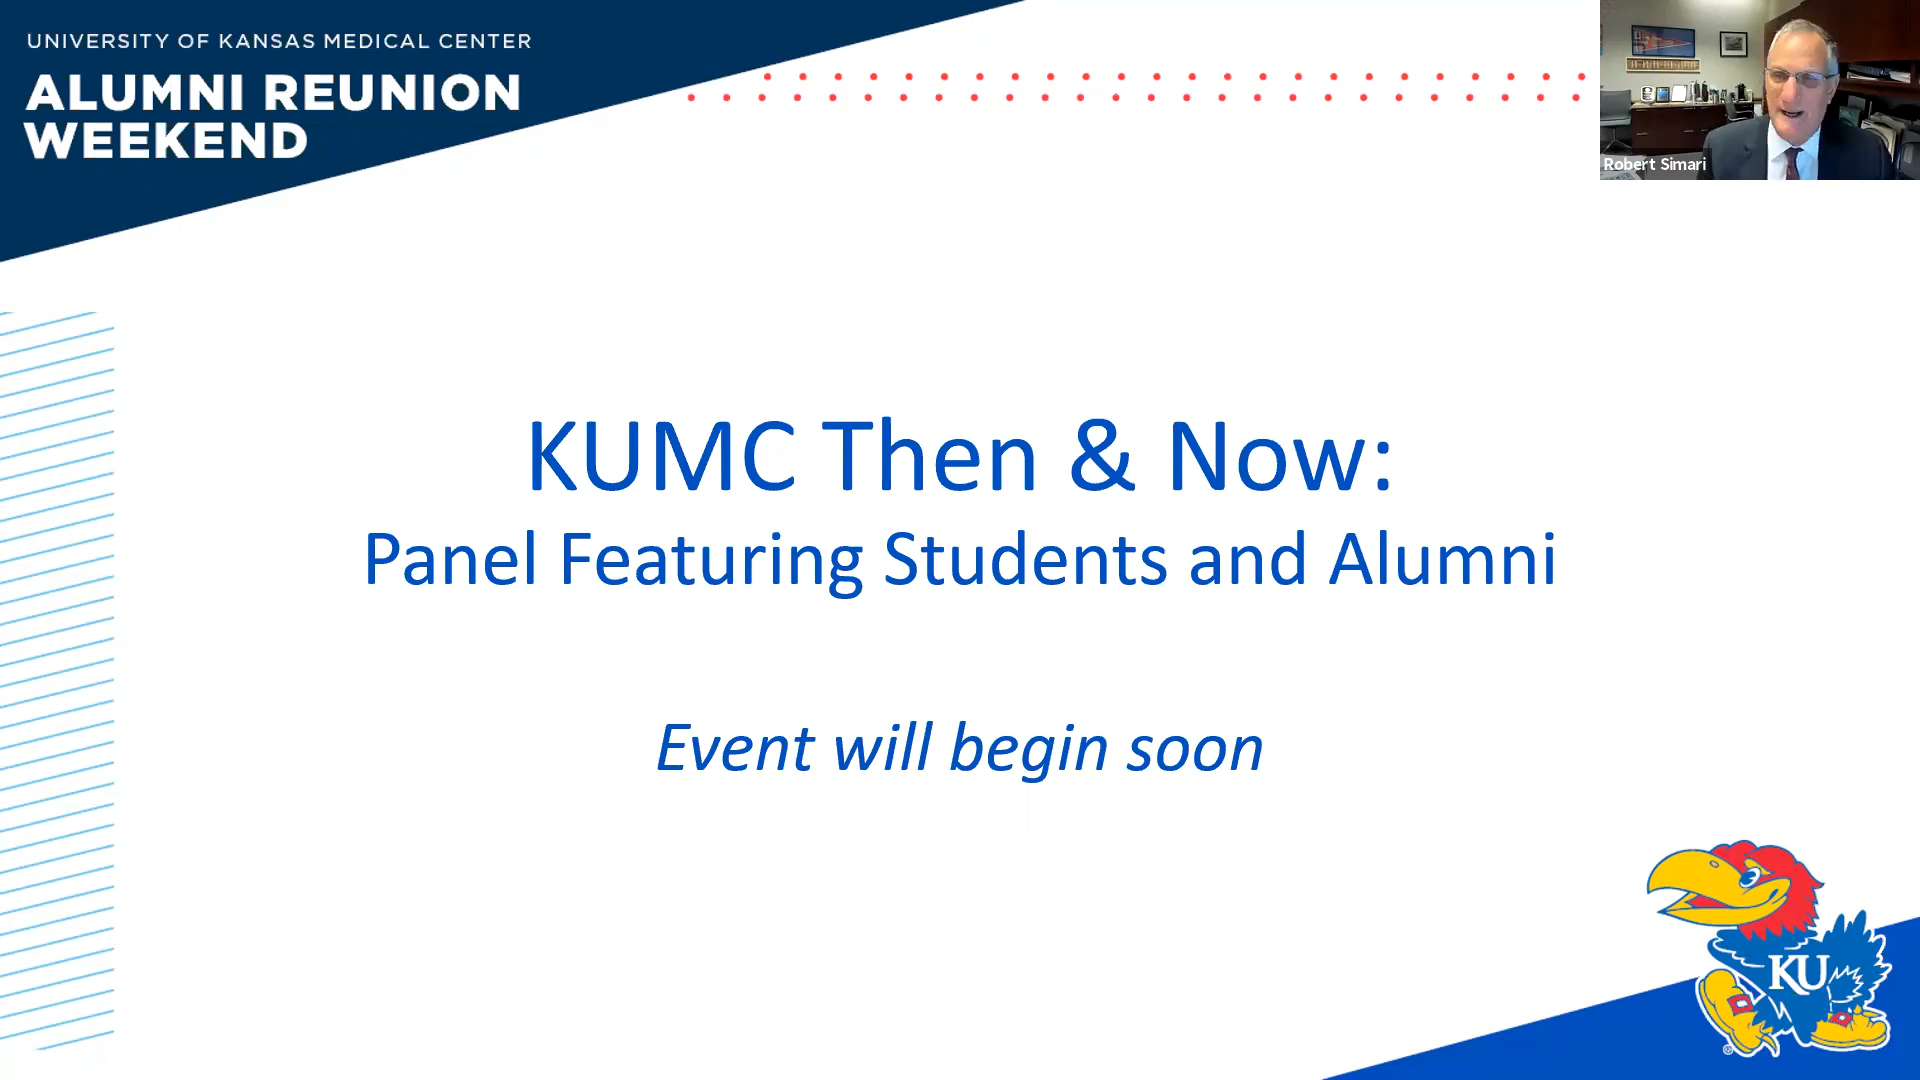 UNIVERSITY OF KANSAS MEDICAL CENTER
ALUMNI REUNION
WEEKEND
Robert Simari
KUMC Then & Now:
Panel Featuring Students and Alumni
Event will begin soon
KU